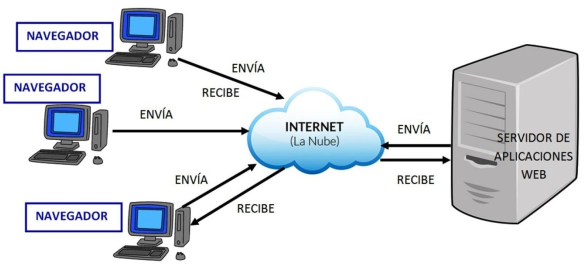 NAVEGADOR
ENVÍA
RECIBE
NAVEGADOR
ENVÍA
INTERNET
(La Nube)
ENVÍA
RECIBE
SERVIDOR DE
APLICACIONES
WEB
NAVEGADOR
ENVÍA
RECIBE